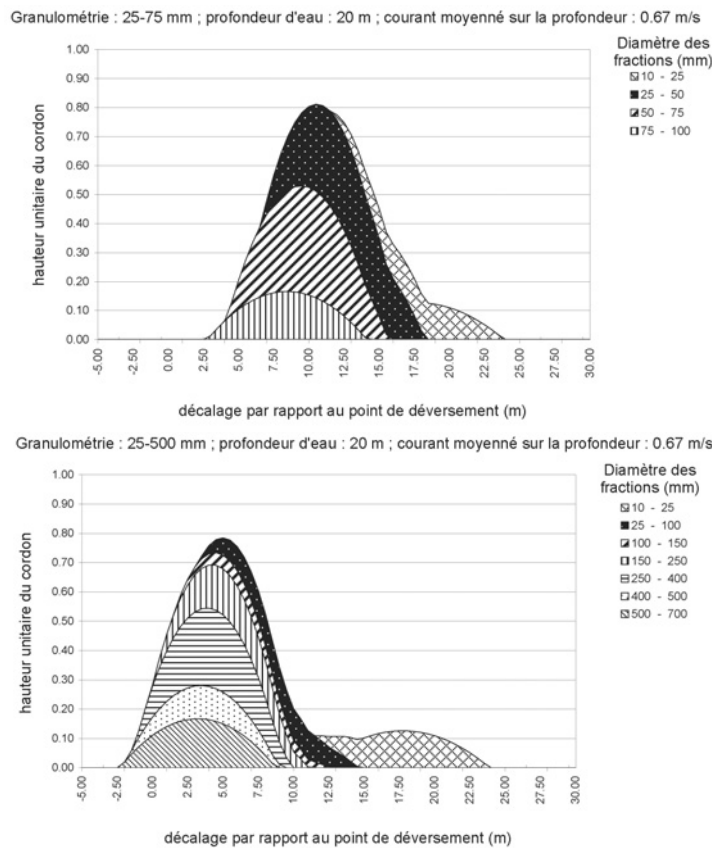 Granulométrie : 25-75 mm ; profondeur d'eau : 20 m ; courant moyenné sur la profondeur : 0.67 m/s
Diamètre des
fractions (mm)
10 - 25
25 - 50
50 - 75
75 - 100
hauteur unitaire du cordon
1.00
0.90
0.80
0.70
0.60
0.50
0.40
0.30
0.20
0.10
0.00
-5.00 -2.50 0.00 2.50 5.00 7.50 10.00 12.50 15.00 17.50 20.00 22.50 25.00 27.50 30.00
décalage par rapport au point de déversement (m)
Granulométrie : 25-500 mm ; profondeur d'eau : 20 m ; courant moyenné sur la profondeur : 0.67 m/s
Diamètre des
fractions (mm)
10 - 25
25 - 100
100 - 150
150 - 250
250 - 400
400 - 500
500 - 700
hauteur unitaire du cordon
1.00
0.90
0.80
0.70
0.60
0.50
0.40
0.30
0.20
0.10
0.00
-5.00 -2.50 0.00 2.50 5.00 7.50 10.00 12.50 15.00 17.50 20.00 22.50 25.00 27.50 30.00
décalage par rapport au point de déversement (m)